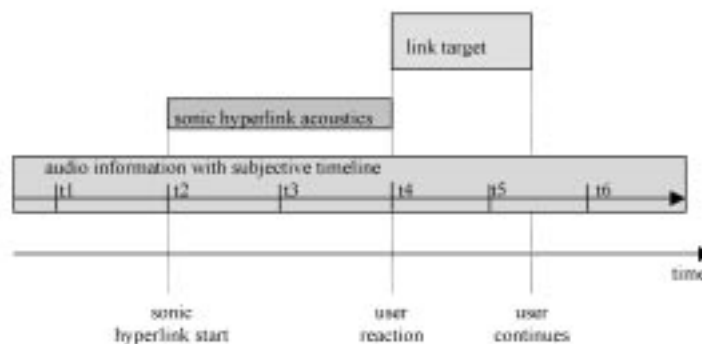 link target
sonic hyperlink acoustics
audio information with subjective timeline
t1 t2 t3 t4 t5 t6
time
sonic hyperlink start
user reaction
user continues